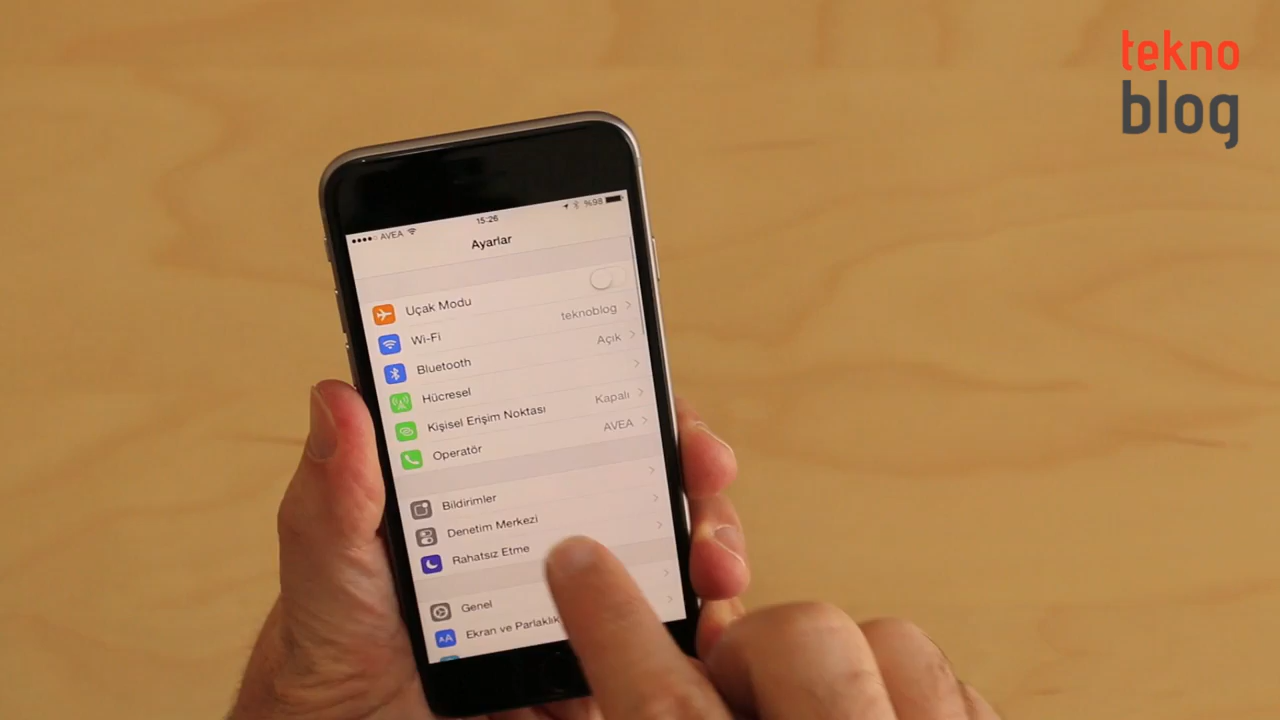 tekno
blog
AVEA
15:26
%98
Ayarlar
Uçak Modu
Wi-Fi teknoblog
Bluetooth Açık
Hücresel
Kişisel Erişim Noktası Kapalı
Operatör AVEA
Bildirimler
Denetim Merkezi
Rahatsız Etme
Genel
Ekran ve Parlaklık
AA